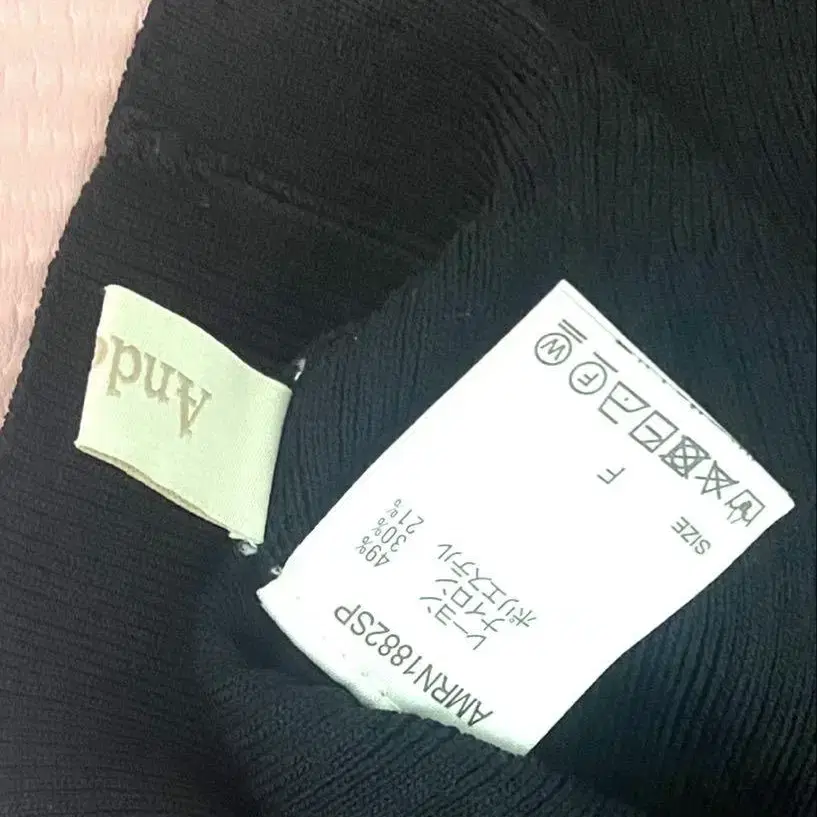 And
AMRN1882SP
レーヨン 49%
ナイロン 30%
ポリエステル 21%
SIZE F
F
W